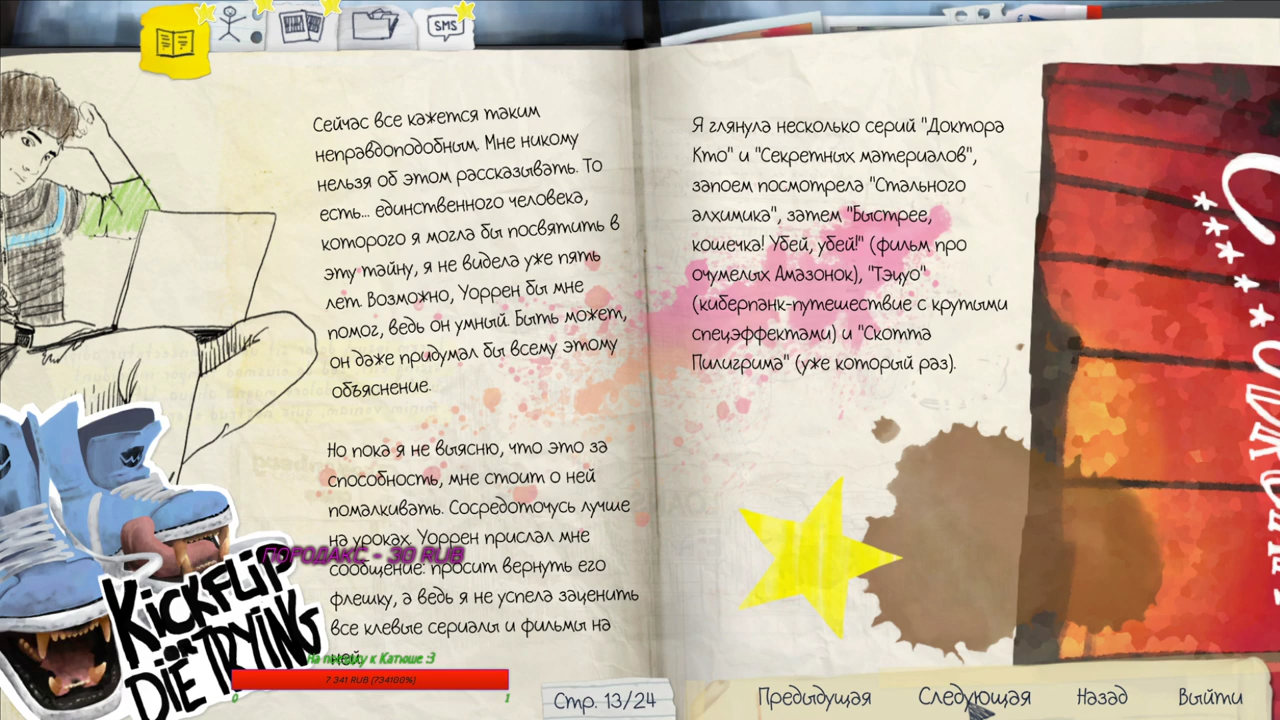 SMS
Сейчас все кажется таким
неправдоподобным. Мне никому
нельзя об этом рассказывать. То
есть... единственного человека,
которого я могла бы посвятить в
эту тайну, я не видела уже пять
лет. Возможно, Уоррен бы мне
помог, ведь он умный. Быть может,
он даже придумал бы всему этому
объяснение.
Но пока я не выясню, что это за
способность, мне стоит о ней
помалкивать. Сосредоточусь лучше
на уроках. Уоррен прислал мне
сообщение: просит вернуть его
флешку, а ведь я не успела заценить
все клевые сериалы и фильмы на
ней.
Я глянула несколько серий "Доктора
Кто" и "Секретных материалов",
запоем посмотрела "Стального
алхимика", затем "Быстрее,
кошечка! Убей, убей!" (фильм про
очумелых Амазонок), "Тэцуо"
(киберпанк-путешествие с крутыми
спецэффектами) и "Скотта
Пилигрима" (уже который раз).
KICKFLIP
OR
DIE TRYING
ПОРОДАКС - 30 RUB
На поездку к Катюше :3
7 341 RUB (734100%)
0
1
Стр. 13/24
Предыдущая
Следующая
Назад
Выйти